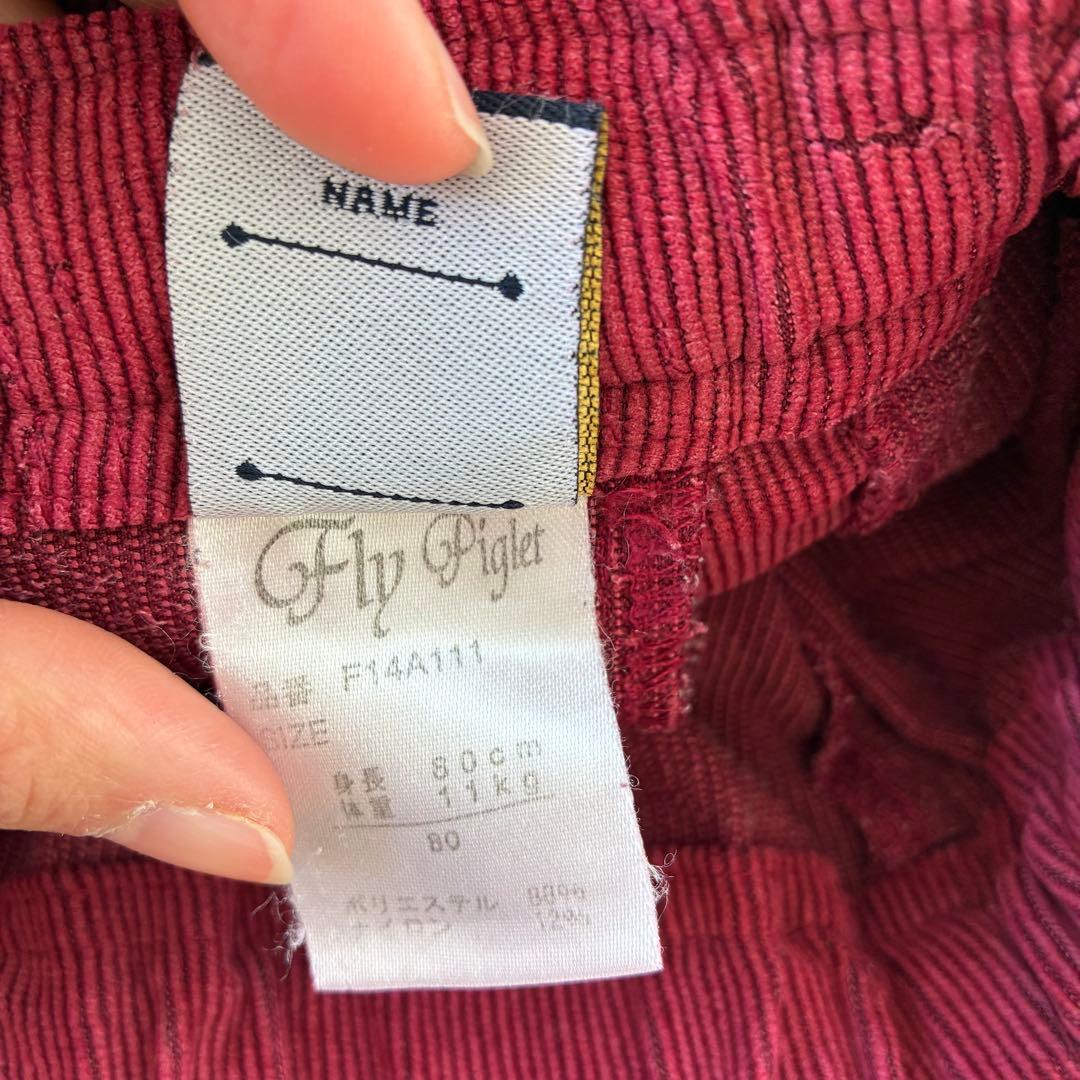 NAME
Fly Piglet
品番 F14A111
SIZE
身長 80cm
体重 11kg
80
ポリエステル 88%
ナイロン 12%